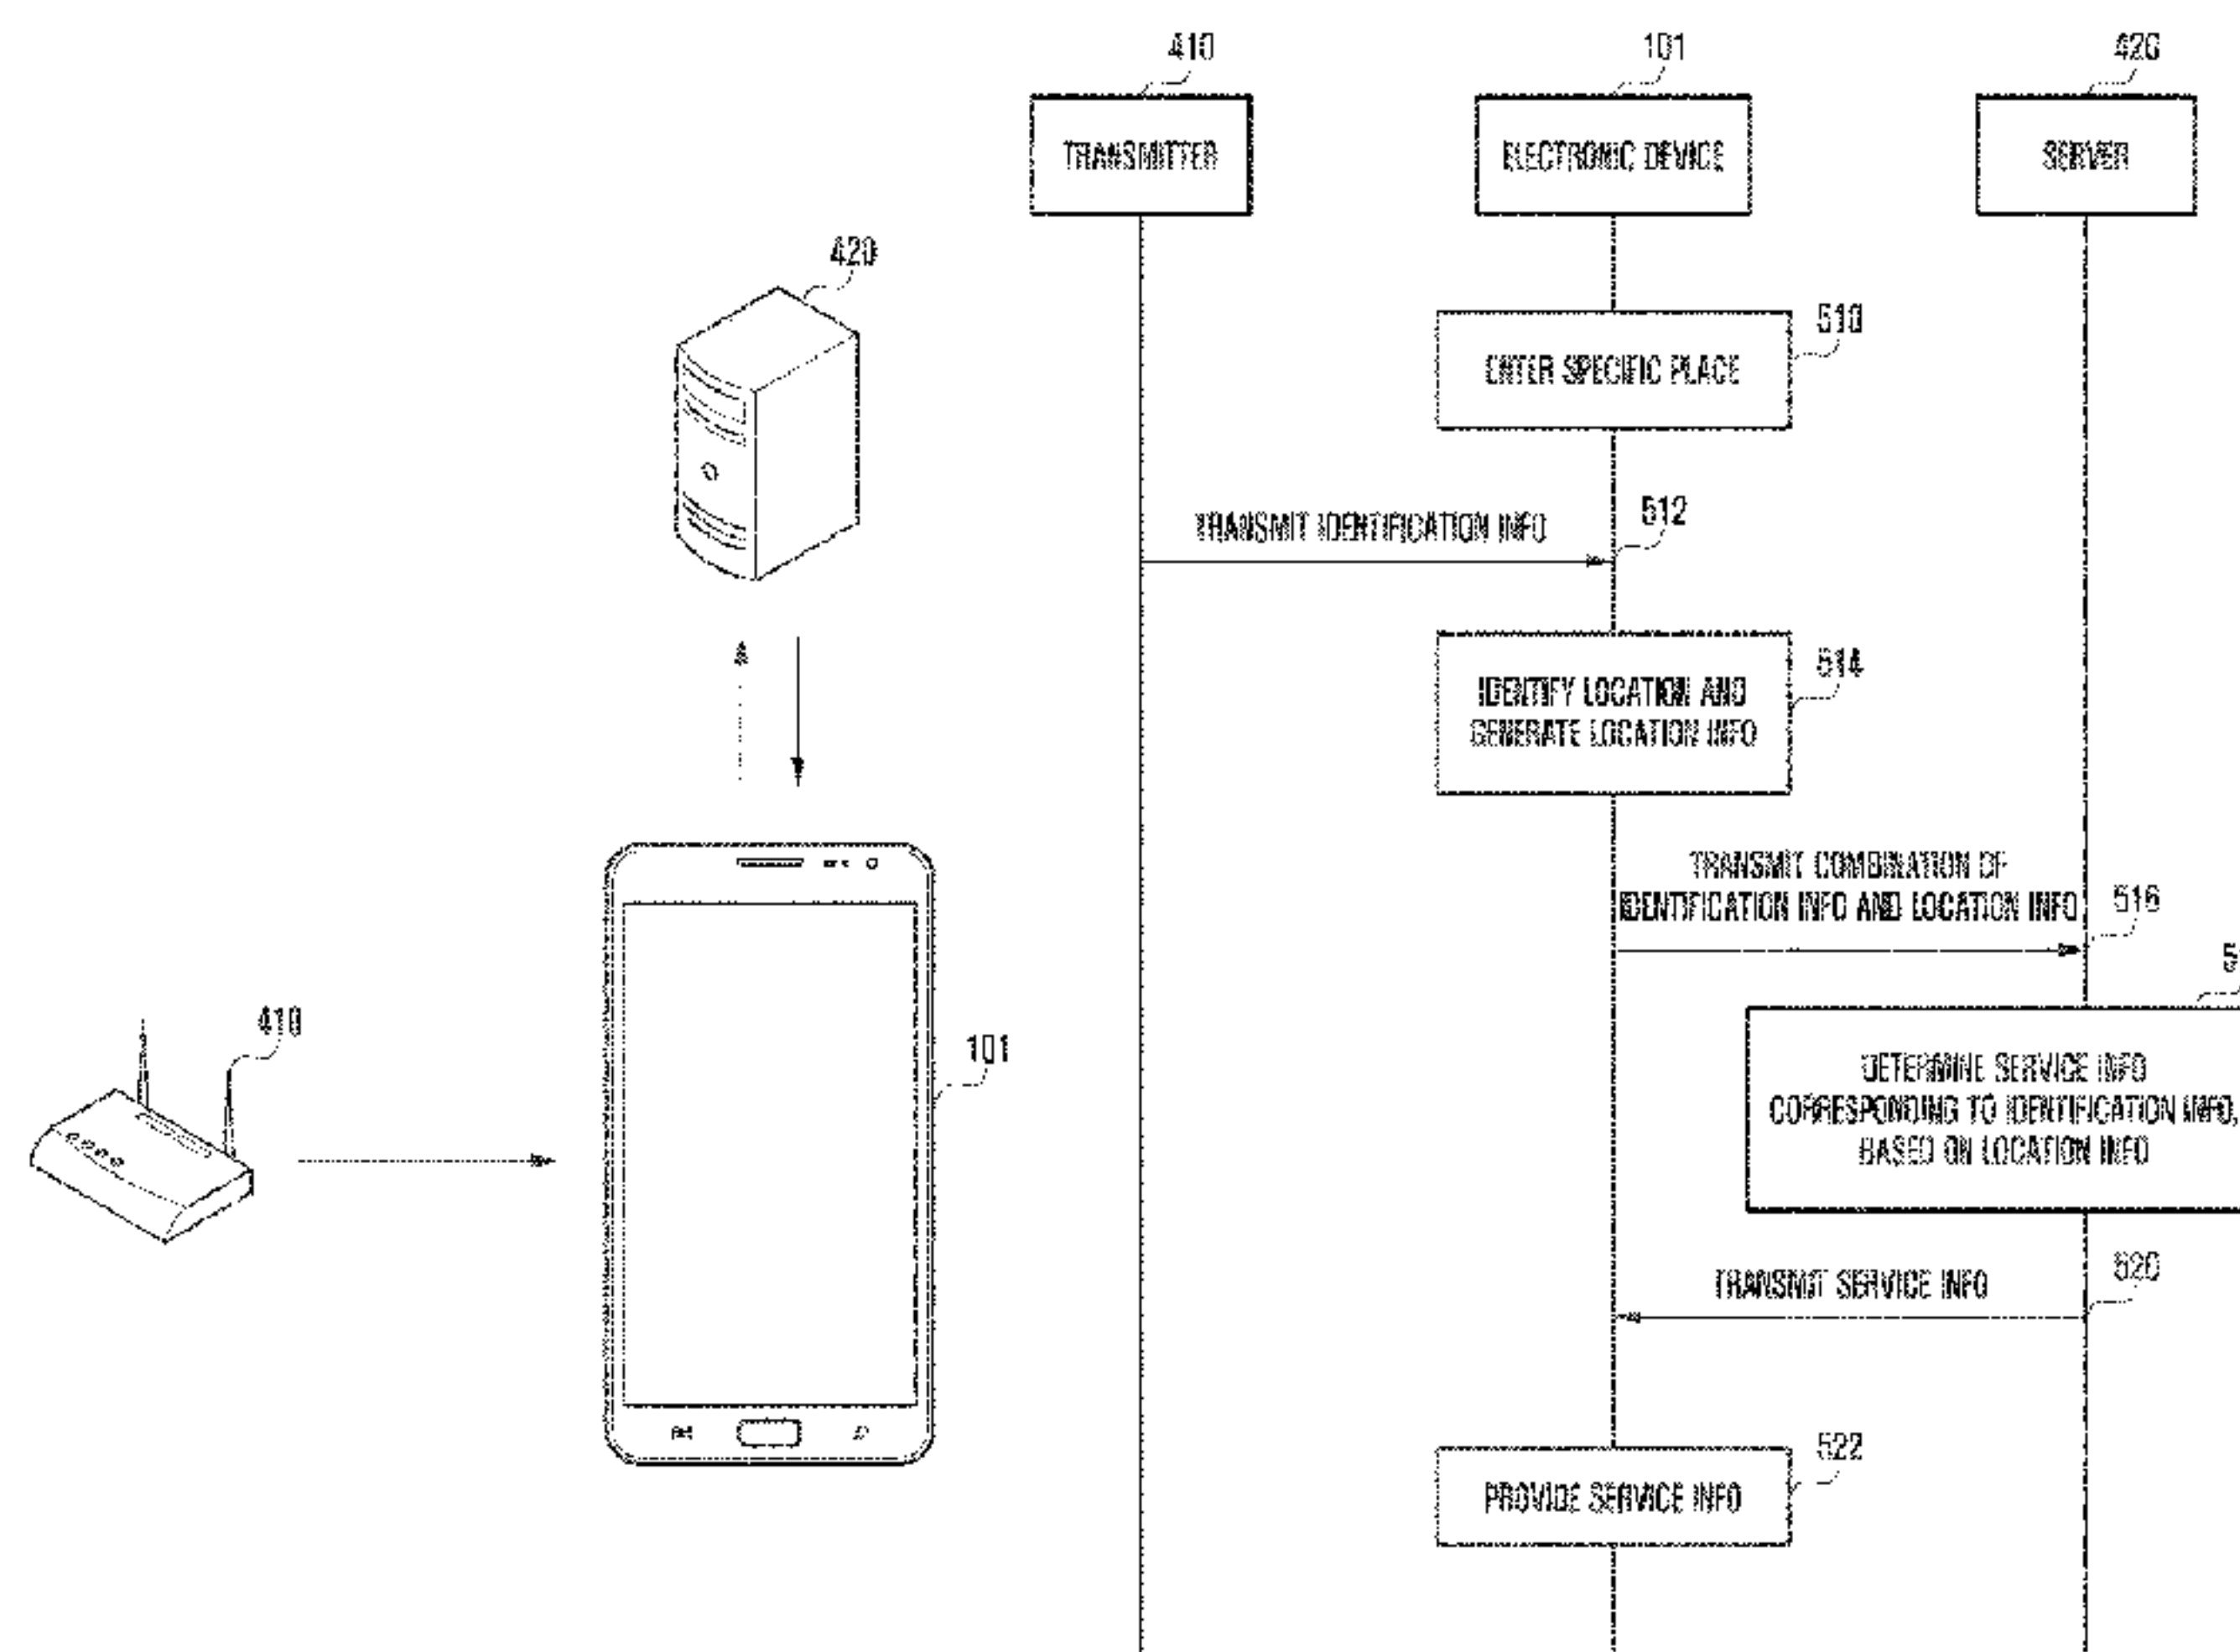 420
410
101
410
101
420
TRANSMITTER
ELECTRONIC DEVICE
SERVER
510
ENTER SPECIFIC PLACE
TRANSMIT IDENTIFICATION INFO
512
514
IDENTIFY LOCATION AND
GENERATE LOCATION INFO
TRANSMIT COMBINATION OF
IDENTIFICATION INFO AND LOCATION INFO
516
DETERMINE SERVICE INFO
CORRESPONDING TO IDENTIFICATION INFO,
BASED ON LOCATION INFO
TRANSMIT SERVICE INFO
520
522
PROVIDE SERVICE INFO